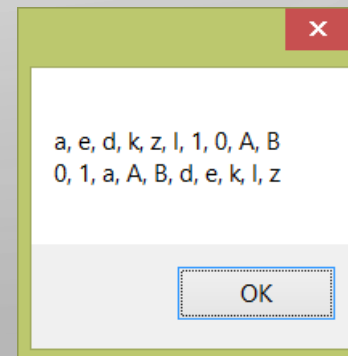 a, e, d, k, z, l, 1, 0, A, B
0, 1, a, A, B, d, e, k, l, z
OK